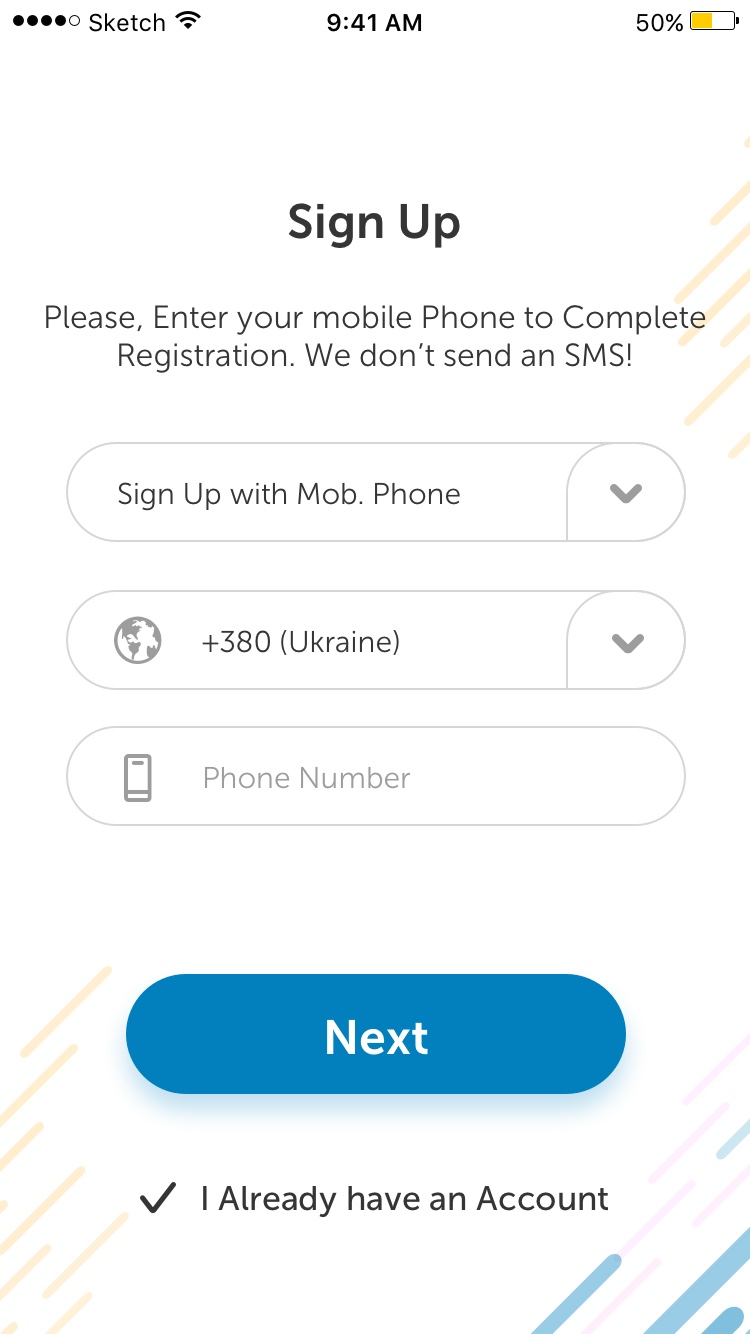 Sketch 9:41 AM 50%
Sign Up
Please, Enter your mobile Phone to Complete
Registration. We don’t send an SMS!
Sign Up with Mob. Phone
+380 (Ukraine)
Phone Number
Next
I Already have an Account